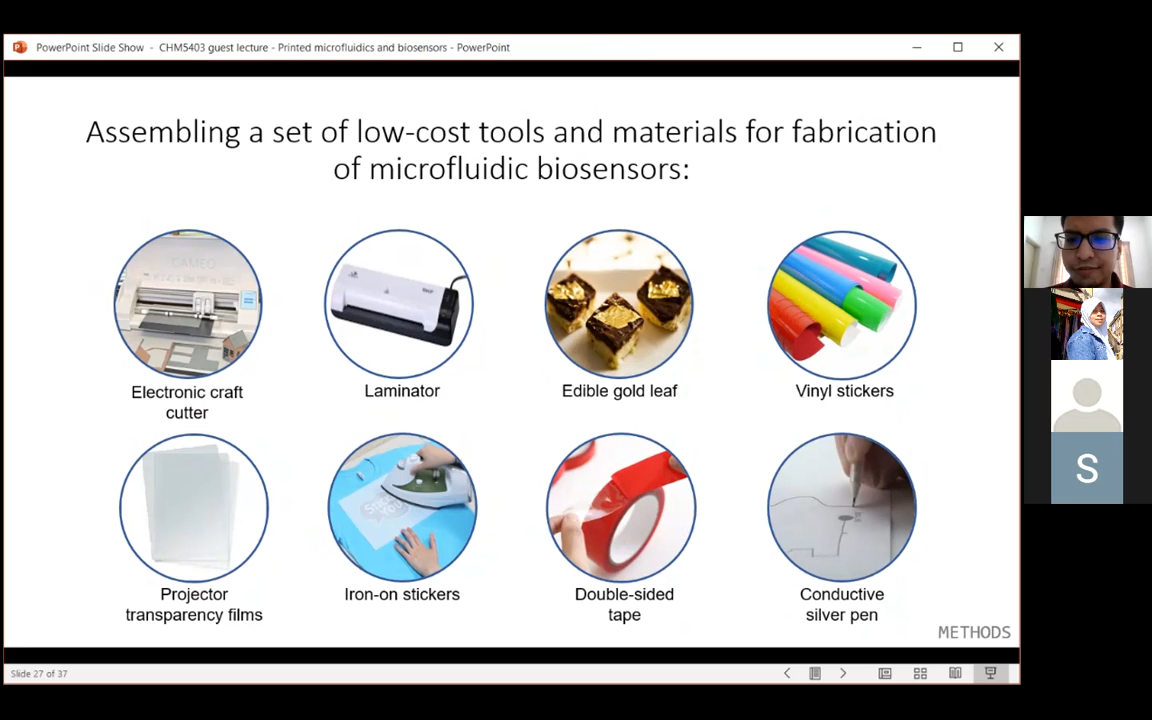 PowerPoint Slide Show - CHM5403 guest lecture - Printed microfluidics and biosensors - PowerPoint
Assembling a set of low-cost tools and materials for fabrication
of microfluidic biosensors:
CAMEO
Electronic craft
cutter
Laminator
Edible gold leaf
Vinyl stickers
Projector
transparency films
Iron-on stickers
Double-sided
tape
Conductive
silver pen
METHODS
Slide 27 of 37
S